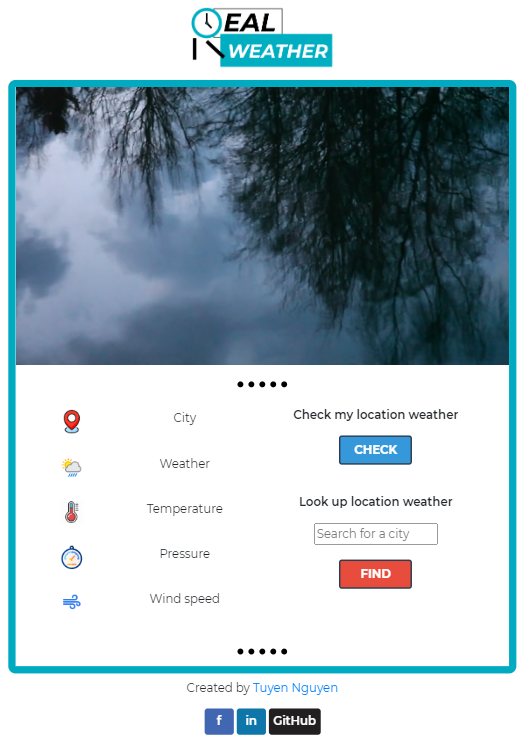 EAL
WEATHER
City
Weather
Temperature
Pressure
Wind speed
Check my location weather
CHECK
Look up location weather
Search for a city
FIND
Created by Tuyen Nguyen
f in GitHub